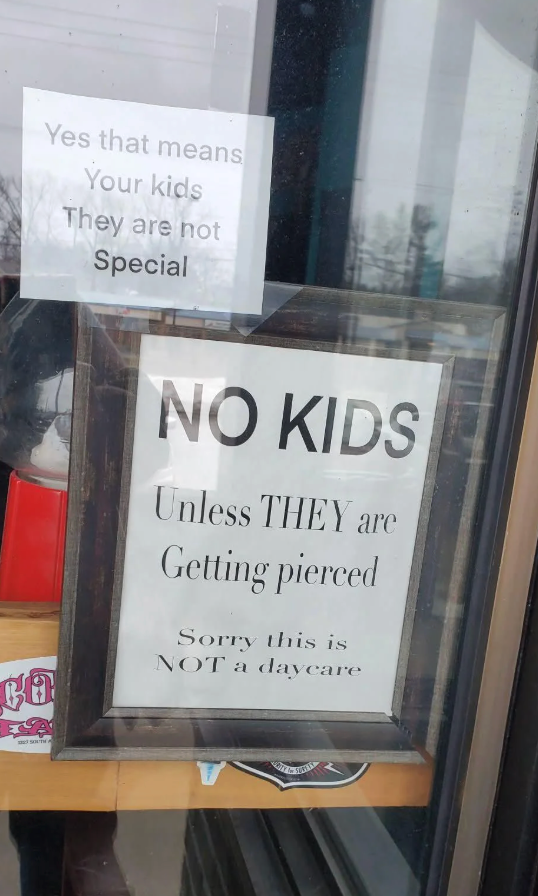 Yes that means
Your kids
They are not
Special
NO KIDS
Unless THEY are
Getting pierced
Sorry this is
NOT a daycare